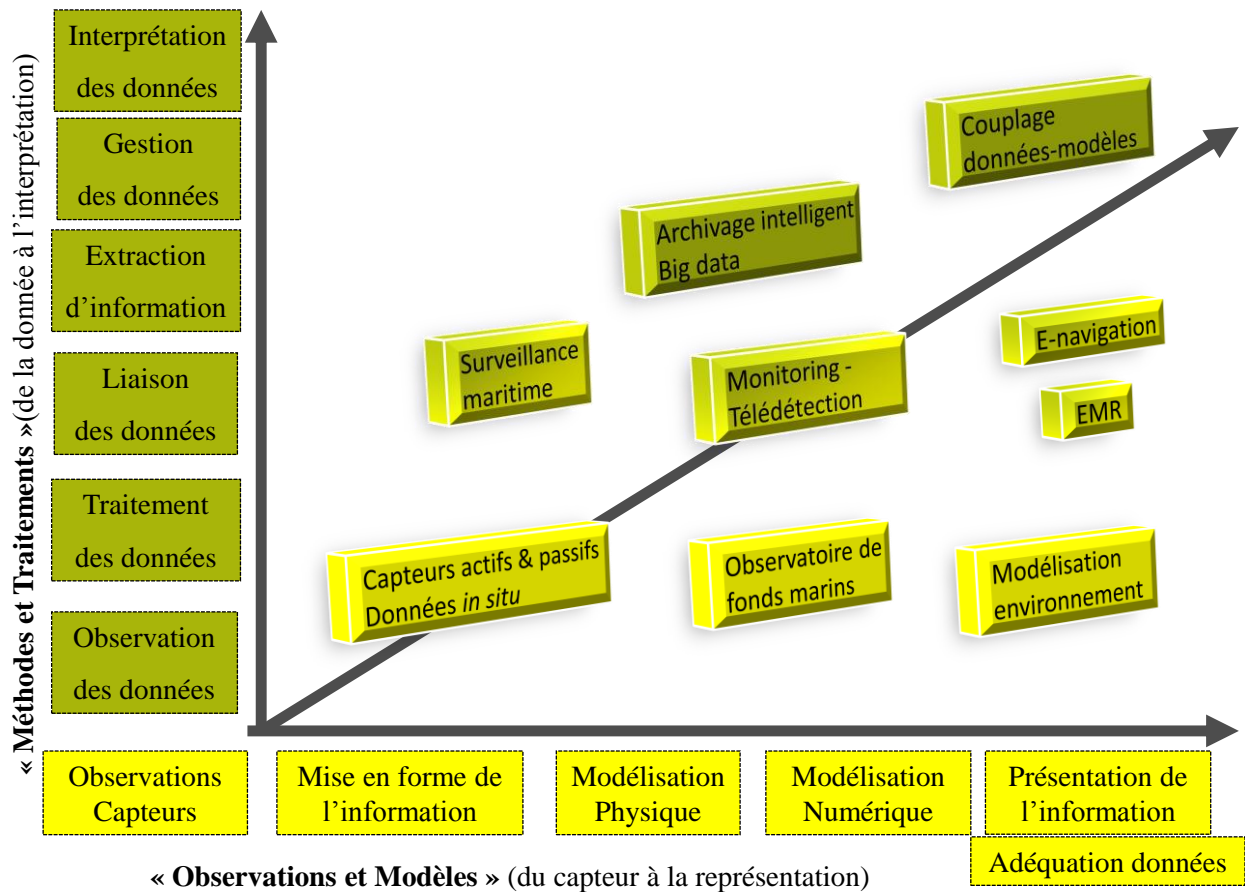 « Méthodes et Traitements »(de la donnée à l'interprétation)
Interprétation
des données
Gestion
des données
Extraction
d'information
Liaison
des données
Traitement
des données
Observation
des données
Couplage
données-modèles
Archivage intelligent
Big data
Surveillance
maritime
Monitoring -
Télédétection
E-navigation
EMR
Capteurs actifs & passifs
Données in situ
Observatoire de
fonds marins
Modélisation
environnement
Observations
Capteurs
Mise en forme de
l'information
Modélisation
Physique
Modélisation
Numérique
Présentation de
l'information
Adéquation données
« Observations et Modèles » (du capteur à la représentation)